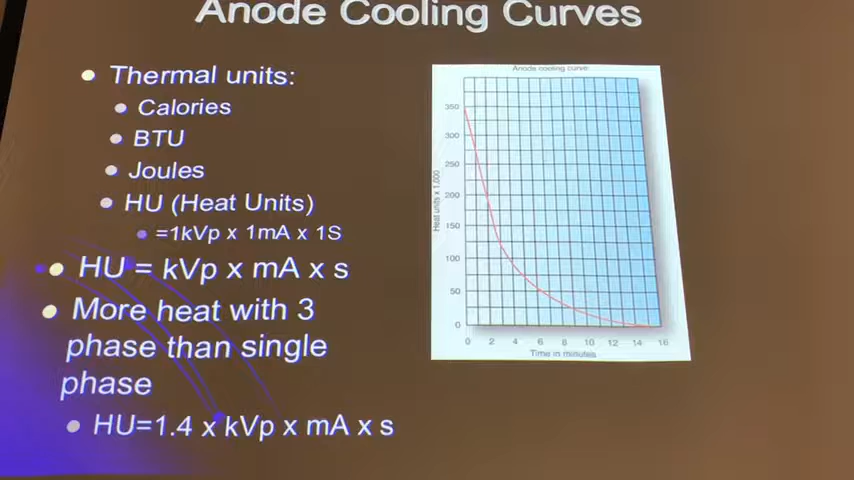 Anode Cooling Curves
Thermal units:
Calories
BTU
Joules
HU (Heat Units)
=1kVp x 1mA x 1S
HU = kVp x mA x s
More heat with 3
phase than single
phase
HU=1.4 x kVp x mA x s
Anode cooling curve
Heat units x 1,000
350
300
250
200
150
100
50
0
0 2 4 6 8 10 12 14 16
Time in minutes